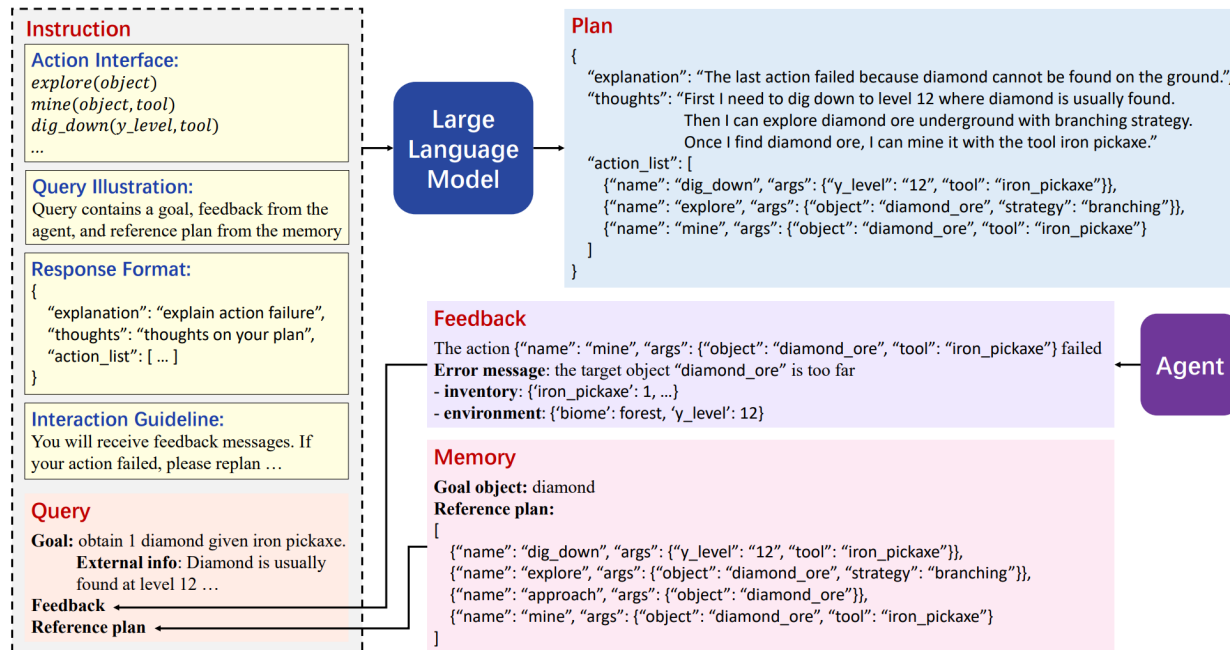 Instruction
Action Interface:
explore(object)
mine(object, tool)
dig_down(y_level, tool)
...
Query Illustration:
Query contains a goal, feedback from the
agent, and reference plan from the memory
Response Format:
{
“explanation”: “explain action failure”,
“thoughts”: “thoughts on your plan”,
“action_list”: [ ... ]
}
Interaction Guideline:
You will receive feedback messages. If
your action failed, please replan ...
Query
Goal: obtain 1 diamond given iron pickaxe.
External info: Diamond is usually
found at level 12 ...
Feedback
Reference plan
Large
Language
Model
Plan
{
“explanation”: “The last action failed because diamond cannot be found on the ground.”,
“thoughts”: “First I need to dig down to level 12 where diamond is usually found.
Then I can explore diamond ore underground with branching strategy.
Once I find diamond ore, I can mine it with the tool iron pickaxe.”
“action_list”: [
{“name”: “dig_down”, “args”: {“y_level”: “12”, “tool”: “iron_pickaxe”}},
{“name”: “explore”, “args”: {“object”: “diamond_ore”, “strategy”: “branching”}},
{“name”: “mine”, “args”: {“object”: “diamond_ore”, “tool”: “iron_pickaxe”}
]
}
Feedback
The action {“name”: “mine”, “args”: {“object”: “diamond_ore”, “tool”: “iron_pickaxe”} failed
Error message: the target object “diamond_ore” is too far
- inventory: {‘iron_pickaxe’: 1, ...}
- environment: {‘biome’: forest, ‘y_level’: 12}
Agent
Memory
Goal object: diamond
Reference plan:
[
{“name”: “dig_down”, “args”: {“y_level”: “12”, “tool”: “iron_pickaxe”}},
{“name”: “explore”, “args”: {“object”: “diamond_ore”, “strategy”: “branching”}},
{“name”: “approach”, “args”: {“object”: “diamond_ore”}},
{“name”: “mine”, “args”: {“object”: “diamond_ore”, “tool”: “iron_pickaxe”}
]